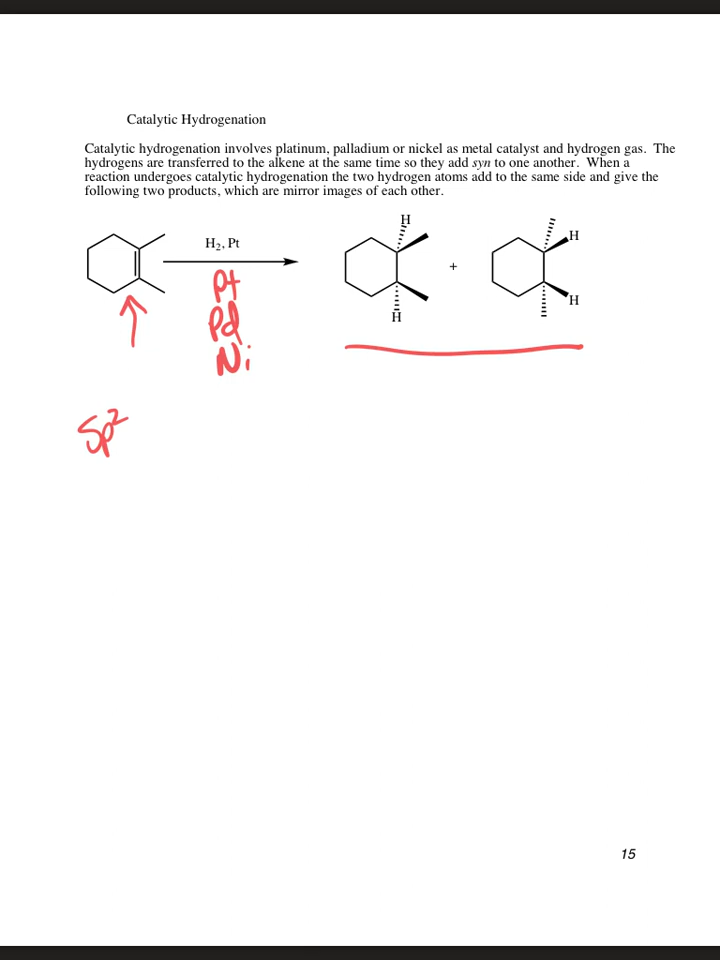 Catalytic Hydrogenation
Catalytic hydrogenation involves platinum, palladium or nickel as metal catalyst and hydrogen gas. The
hydrogens are transferred to the alkene at the same time so they add syn to one another. When a
reaction undergoes catalytic hydrogenation the two hydrogen atoms add to the same side and give the
following two products, which are mirror images of each other.
H₂, Pt
H
H
+
H
H
Pt
Pd
Ni
Sp²
15